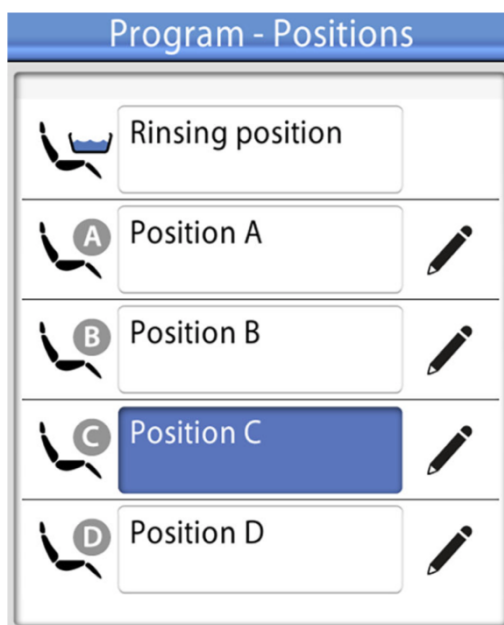 Program - Positions
Rinsing position
A
Position A
B
Position B
C
Position C
D
Position D